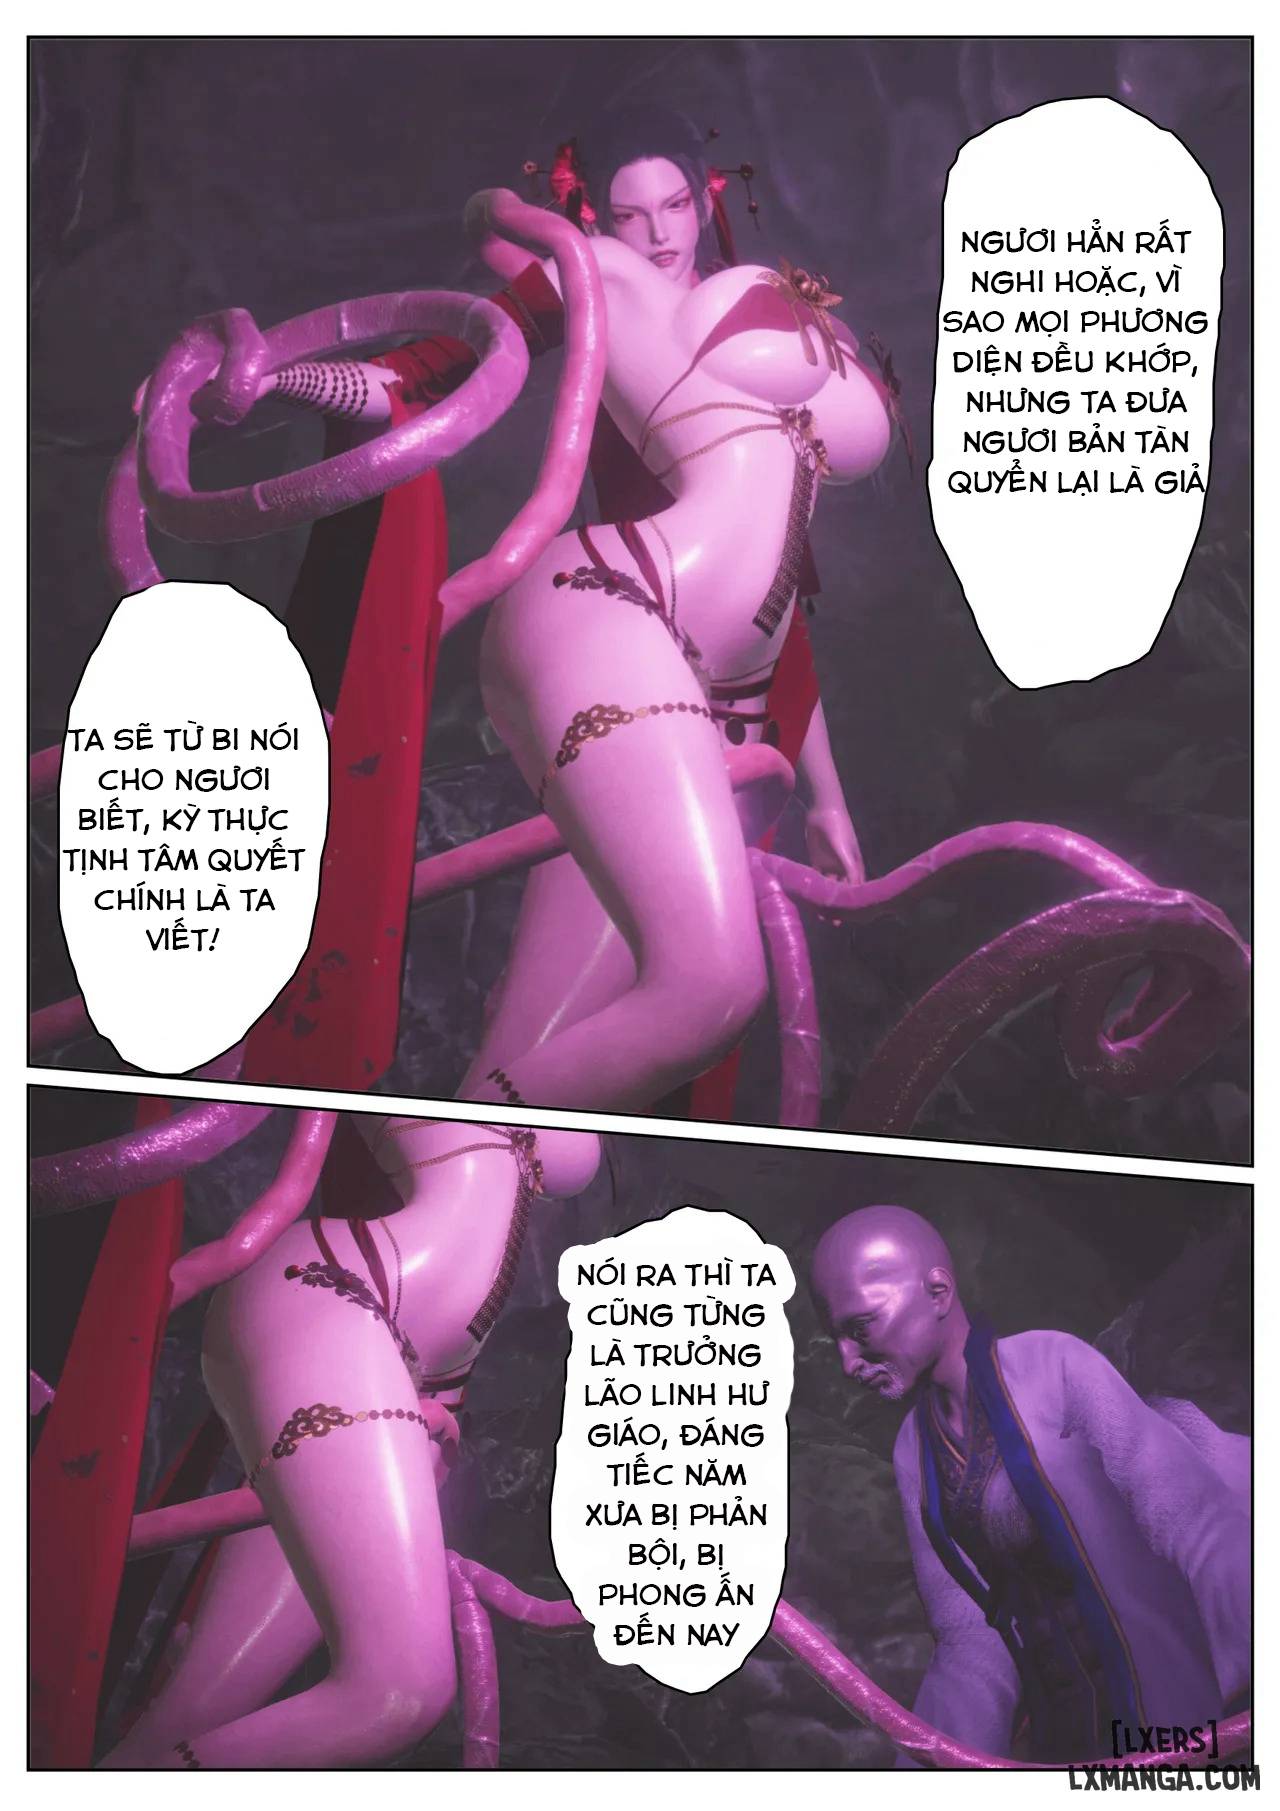 NGƯƠI HẲN RẤT
NGHI HOẶC, VÌ
SAO MỌI PHƯƠNG
DIỆN ĐỀU KHỚP,
NHƯNG TA ĐƯA
NGƯƠI BẢN TÀN
QUYỂN LẠI LÀ GIẢ
TA SẼ TỪ BI NÓI
CHO NGƯƠI
BIẾT, KỲ THỰC
TỊNH TÂM QUYẾT
CHÍNH LÀ TA
VIẾT!
NÓI RA THÌ TA
CŨNG TỪNG
LÀ TRƯỞNG
LÃO LINH HƯ
GIÁO, ĐÁNG
TIẾC NĂM
XƯA BỊ PHẢN
BỘI, BỊ
PHONG ẤN
ĐẾN NAY
[LXERS]
LXMANGA.COM